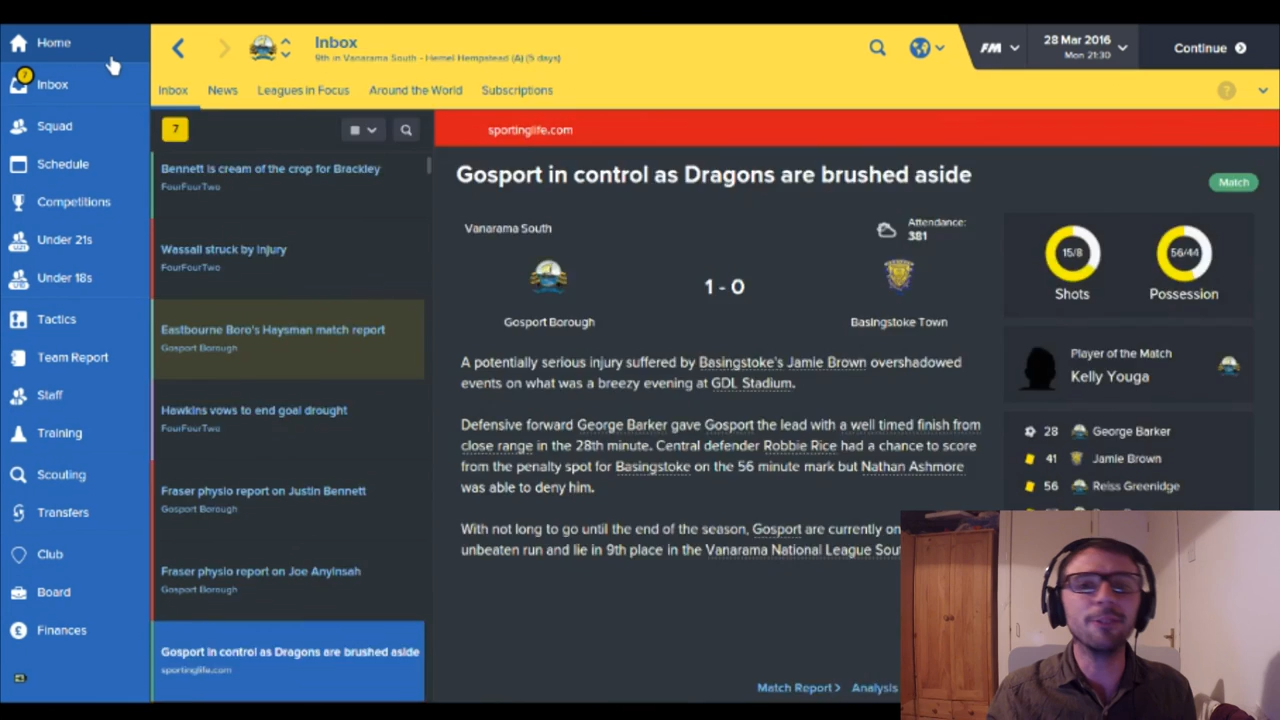 Home
Inbox
9th in Vanarama South - Hemel Hempstead (A) (5 days)
FM
28 Mar 2016
Mon 21:30
Continue
7
Inbox
Inbox
News
Leagues in Focus
Around the World
Subscriptions
?
Squad
Schedule
Competitions
Under 21s
Under 18s
Tactics
Team Report
Staff
Training
Scouting
Transfers
Club
Board
£ Finances
7
Bennett is cream of the crop for Brackley
FourFourTwo
Wassall struck by injury
FourFourTwo
Eastbourne Boro's Haysman match report
Gosport Borough
Hawkins vows to end goal drought
FourFourTwo
Fraser physio report on Justin Bennett
Gosport Borough
Fraser physio report on Joe Anyinsah
Gosport Borough
Gosport in control as Dragons are brushed aside
sportinglife.com
sportinglife.com
Gosport in control as Dragons are brushed aside
Match
Vanarama South
Attendance:
381
1 - 0
Gosport Borough
Basingstoke Town
15/8
56/44
Shots
Possession
A potentially serious injury suffered by Basingstoke's Jamie Brown overshadowed
events on what was a breezy evening at GDL Stadium.
Defensive forward George Barker gave Gosport the lead with a well timed finish from
close range in the 28th minute. Central defender Robbie Rice had a chance to score
from the penalty spot for Basingstoke on the 56 minute mark but Nathan Ashmore
was able to deny him.
With not long to go until the end of the season, Gosport are currently on
unbeaten run and lie in 9th place in the Vanarama National League Sout
Player of the Match
Kelly Youga
28 George Barker
41 Jamie Brown
56 Reiss Greenidge
Match Report
Analysis